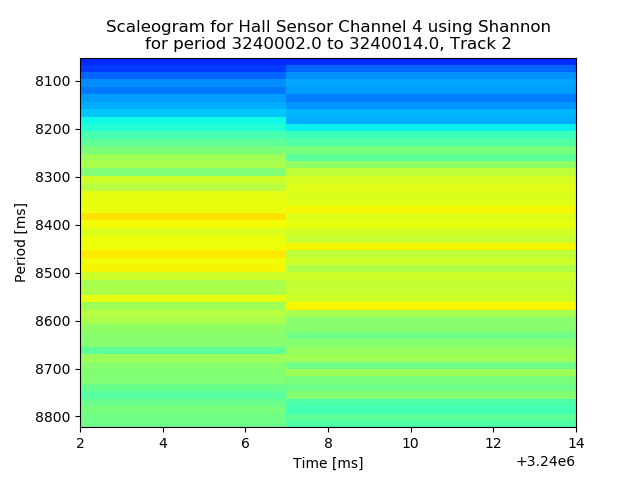 Scaleogram for Hall Sensor Channel 4 using Shannon
for period 3240002.0 to 3240014.0, Track 2
Period [ms]
8100
8200
8300
8400
8500
8600
8700
8800
2 4 6 8 10 12 14
Time [ms]
+3.24e6